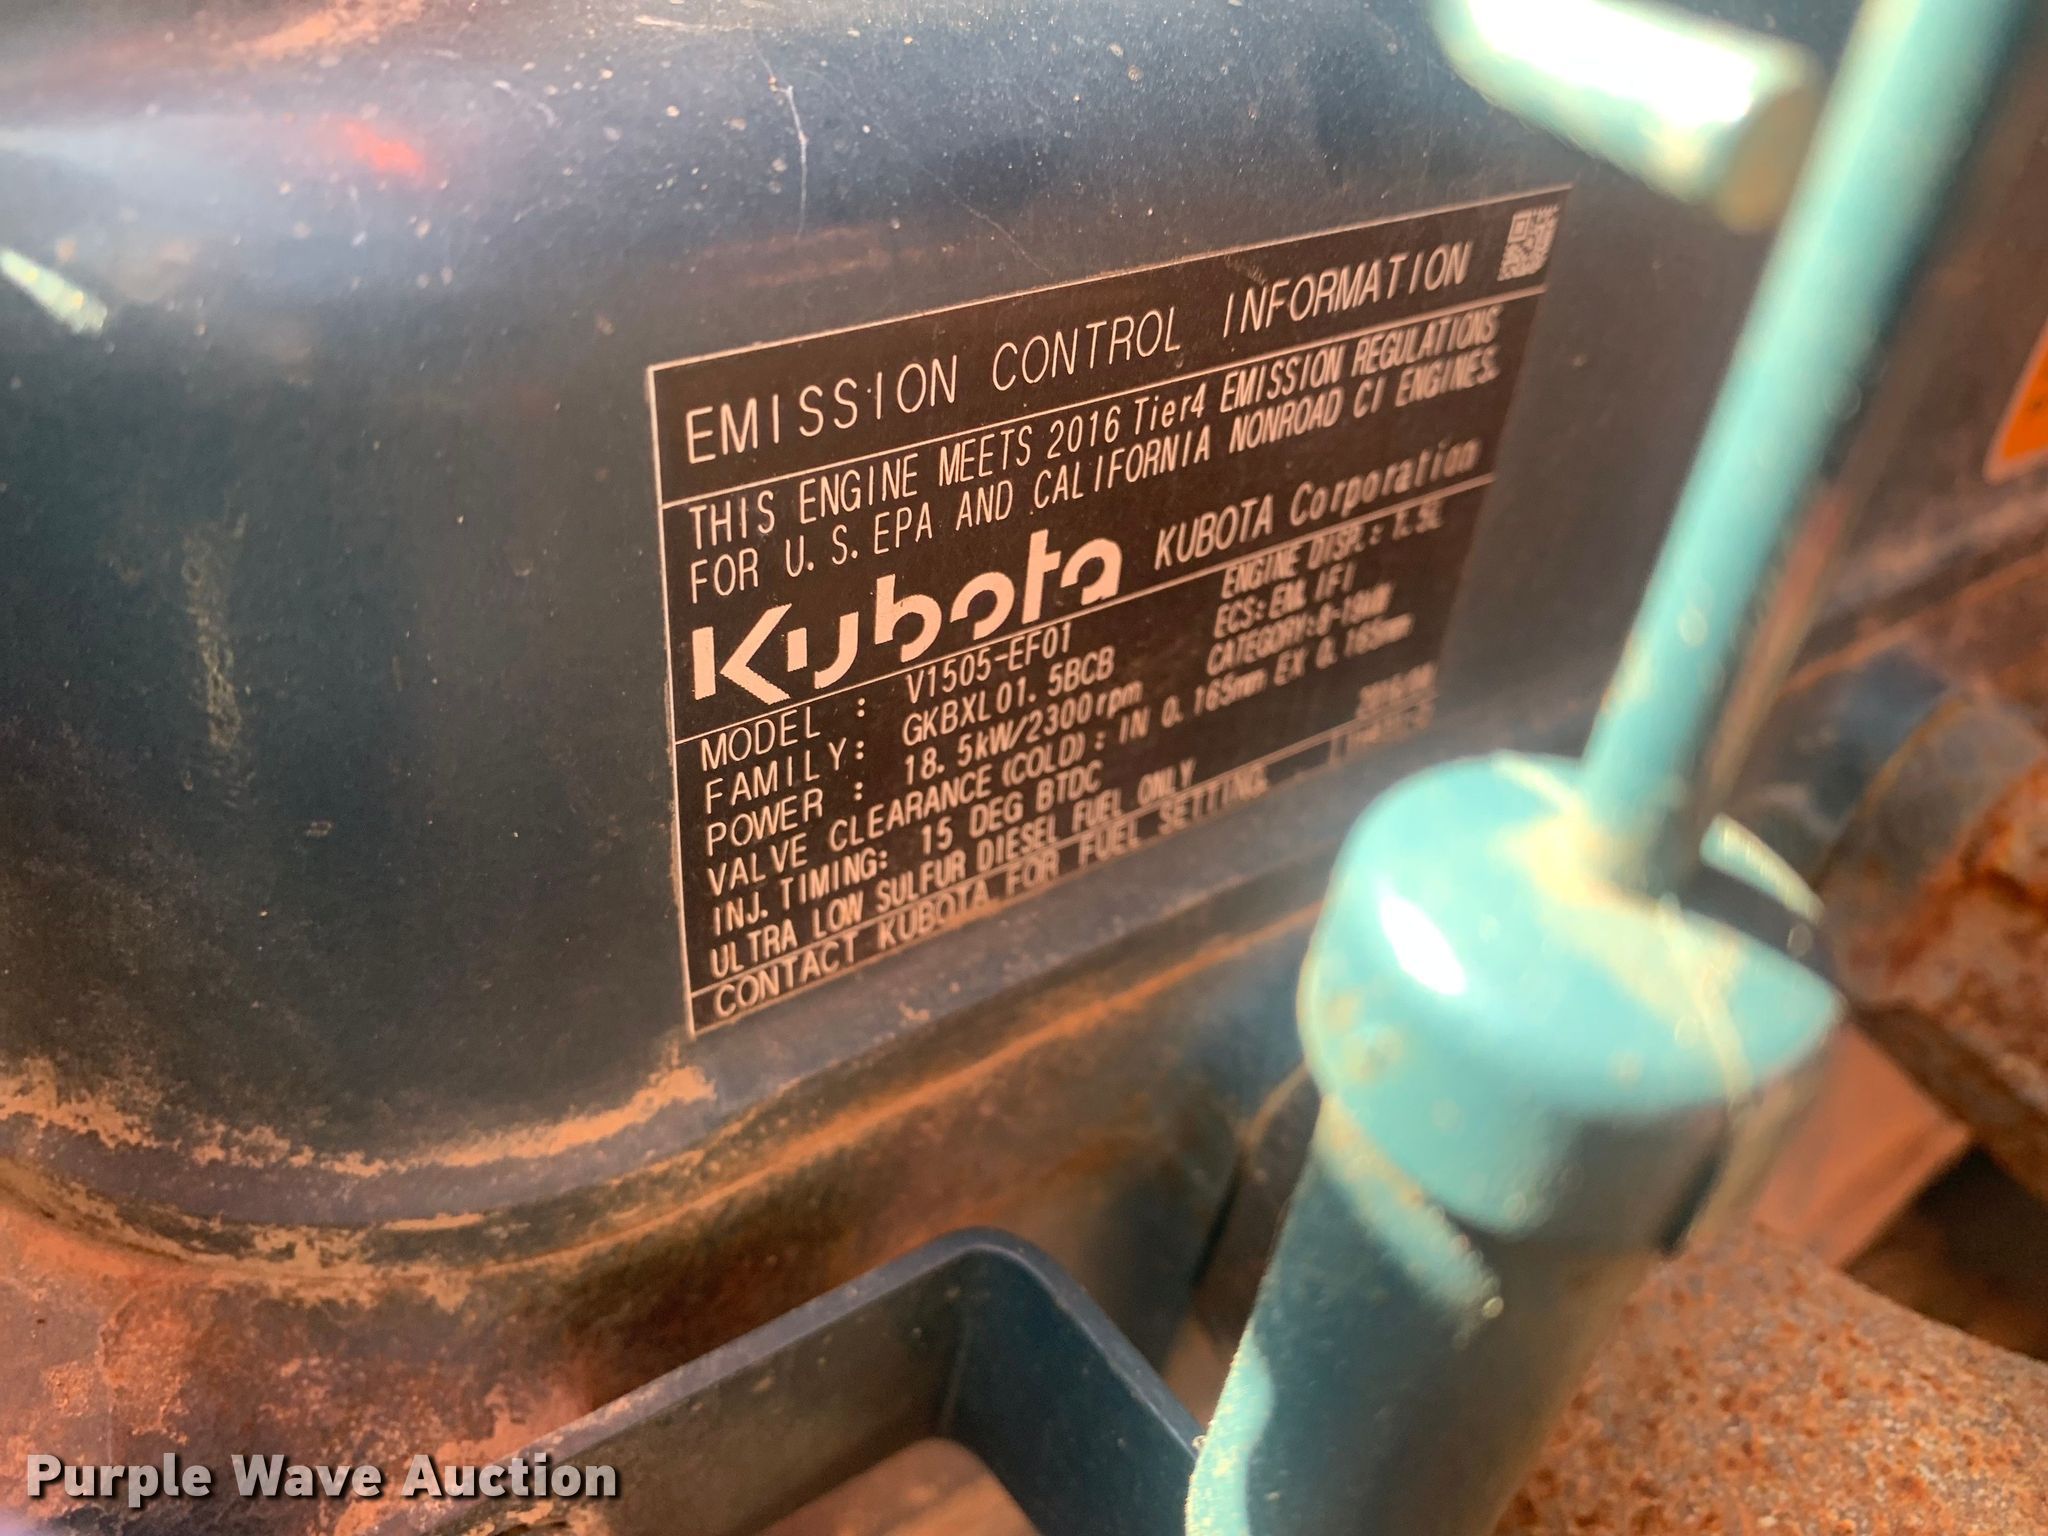 EMISSION CONTROL INFORMATION
THIS ENGINE MEETS 2016 Tier4 EMISSION REGULATIONS
FOR U.S. EPA AND CALIFORNIA NONROAD CI ENGINES.
Kubota KUBOTA Corporation
MODEL : V1505-EF01 ENGINE DISP.: 1.5L
FAMILY: GKBXL01.5BCB ECS: EM, IFI
POWER : 18.5kW/2300rpm CATEGORY:8-19kW
VALVE CLEARANCE (COLD): IN 0.165mm EX 0.165mm
INJ. TIMING: 15 DEG BTDC
ULTRA LOW SULFUR DIESEL FUEL ONLY
CONTACT KUBOTA FOR FUEL SETTING.
Purple Wave Auction